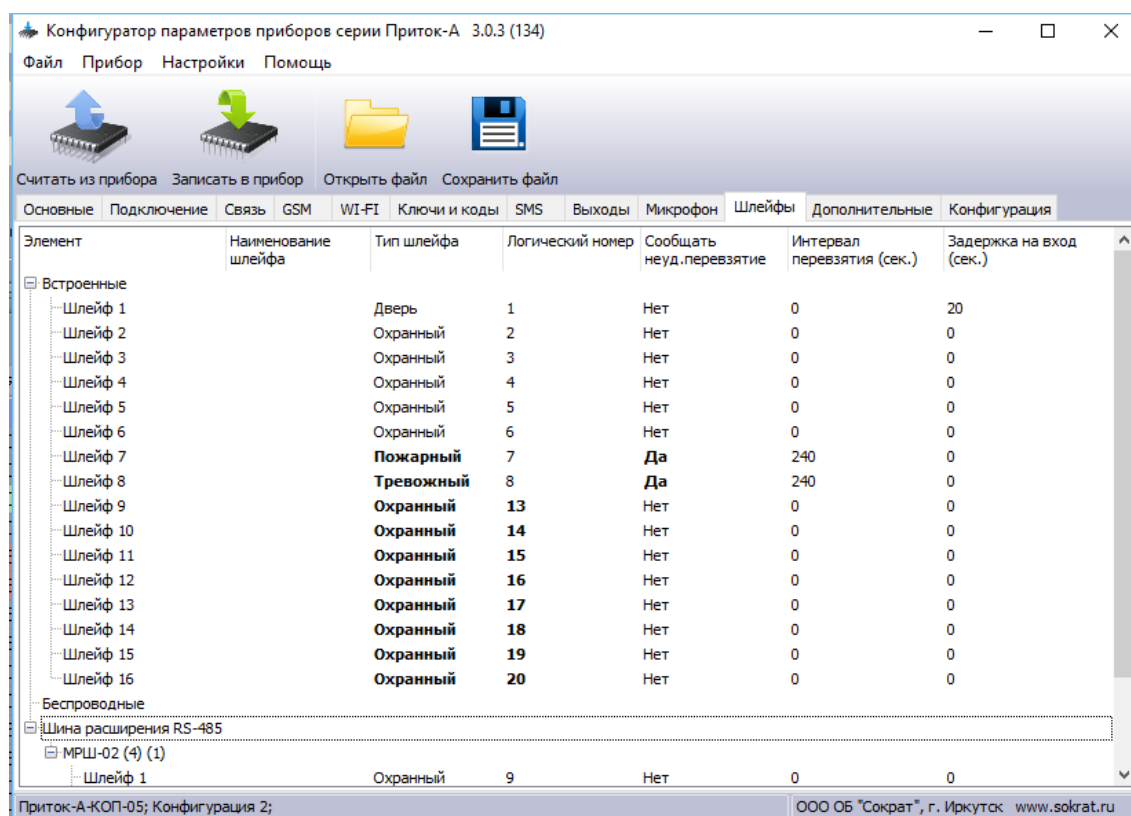 Конфигуратор параметров приборов серии Приток-А 3.0.3 (134)
Файл Прибор Настройки Помощь
Считать из прибора Записать в прибор Открыть файл Сохранить файл
Основные Подключение Связь GSM WI-FI Ключи и коды SMS Выходы Микрофон Шлейфы Дополнительные Конфигурация
Элемент Наименование Тип шлейфа Логический номер Сообщать Интервал Задержка на вход
шлейфа неуд.перевзятие перевзятия (сек.) (сек.)
Встроенные
Шлейф 1 Дверь 1 Нет 0 20
Шлейф 2 Охранный 2 Нет 0 0
Шлейф 3 Охранный 3 Нет 0 0
Шлейф 4 Охранный 4 Нет 0 0
Шлейф 5 Охранный 5 Нет 0 0
Шлейф 6 Охранный 6 Нет 0 0
Шлейф 7 Пожарный 7 Да 240 0
Шлейф 8 Тревожный 8 Да 240 0
Шлейф 9 Охранный 13 Нет 0 0
Шлейф 10 Охранный 14 Нет 0 0
Шлейф 11 Охранный 15 Нет 0 0
Шлейф 12 Охранный 16 Нет 0 0
Шлейф 13 Охранный 17 Нет 0 0
Шлейф 14 Охранный 18 Нет 0 0
Шлейф 15 Охранный 19 Нет 0 0
Шлейф 16 Охранный 20 Нет 0 0
Беспроводные
Шина расширения RS-485
МРШ-02 (4) (1)
Шлейф 1 Охранный 9 Нет 0 0
Приток-А-КОП-05; Конфигурация 2; ООО ОБ "Сократ", г. Иркутск www.sokrat.ru